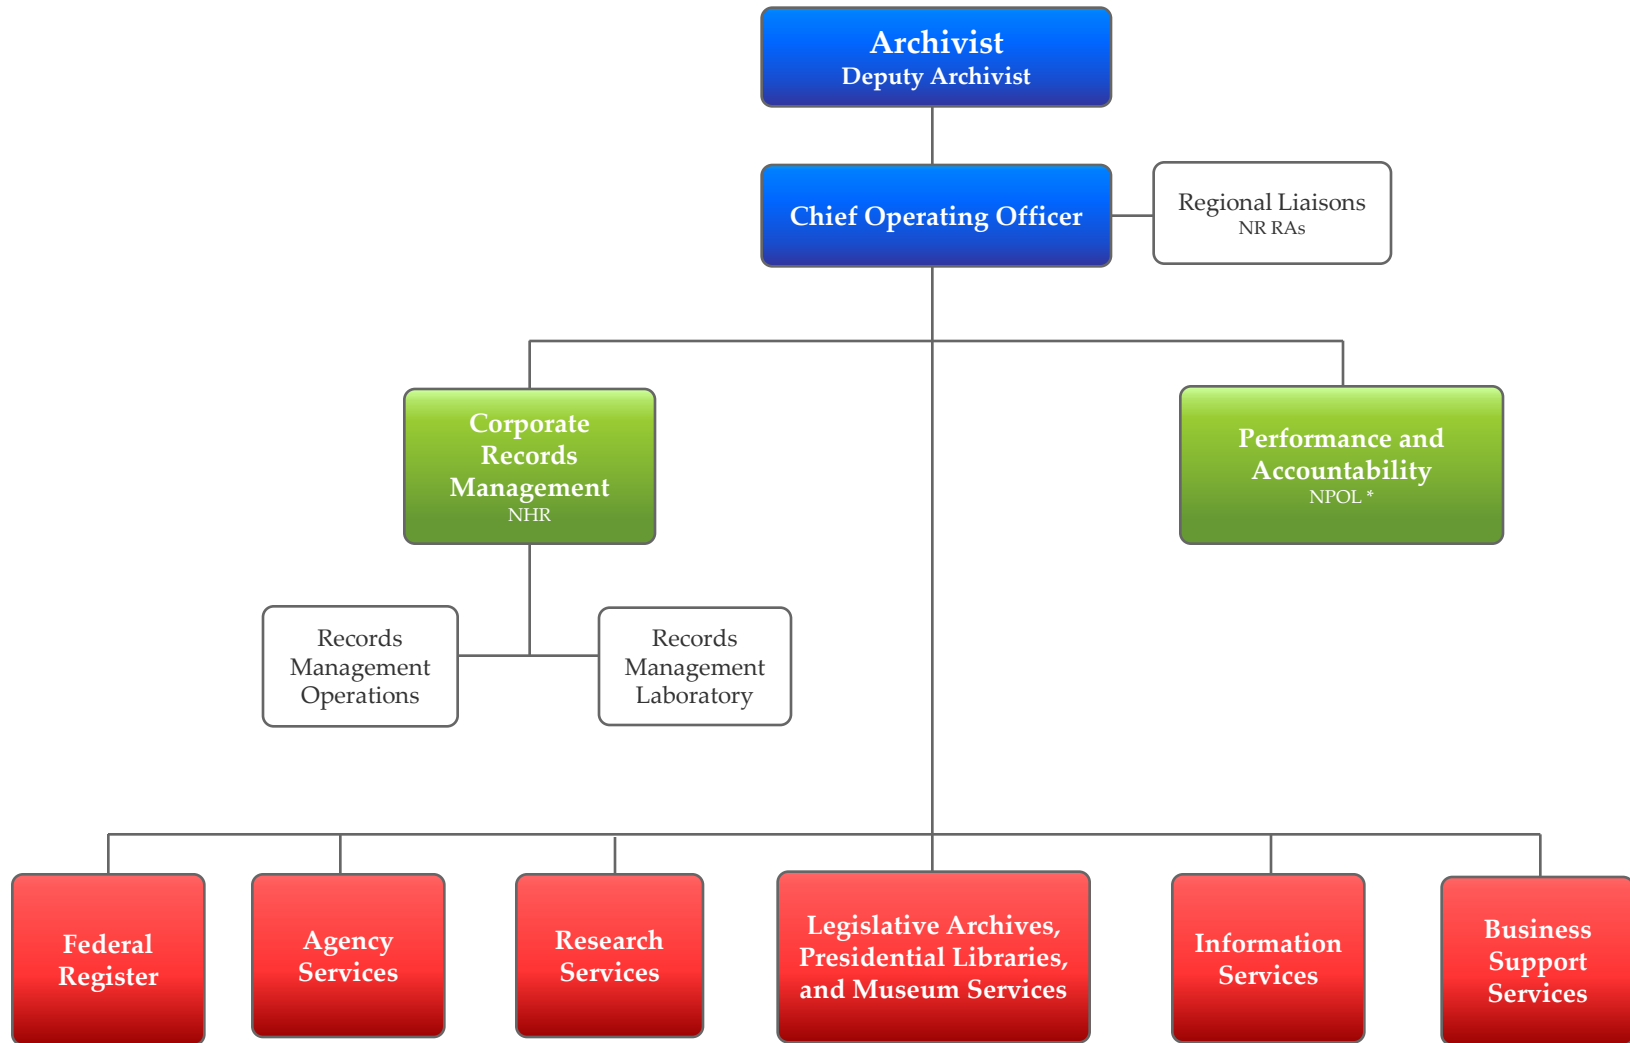 Archivist
Deputy Archivist
Chief Operating Officer
Regional Liaisons
NR RAs
Corporate
Records
Management
NHR
Performance and
Accountability
NPOL *
Records
Management
Operations
Records
Management
Laboratory
Federal
Register
Agency
Services
Research
Services
Legislative Archives,
Presidential Libraries,
and Museum Services
Information
Services
Business
Support
Services